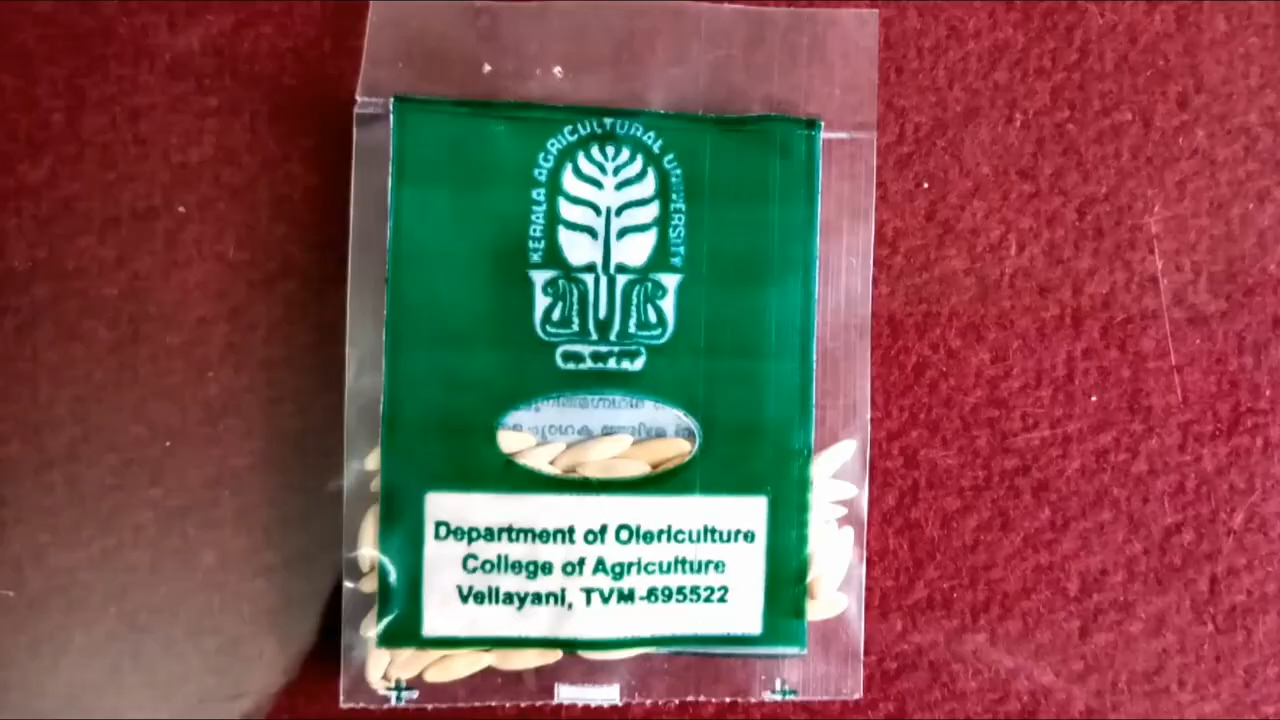 KERALA AGRICULTURAL UNIVERSITY
Department of Olericulture
College of Agriculture
Vellayani, TVM-695522